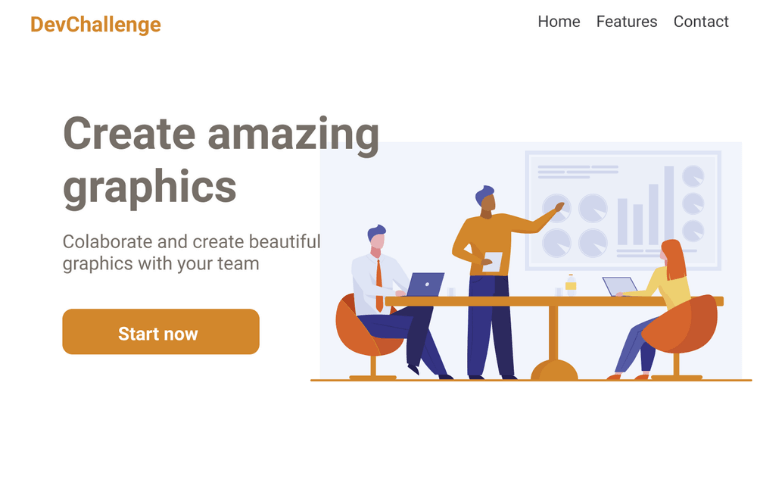 DevChallenge
Home Features Contact
Create amazing
graphics
Colaborate and create beautiful
graphics with your team
Start now